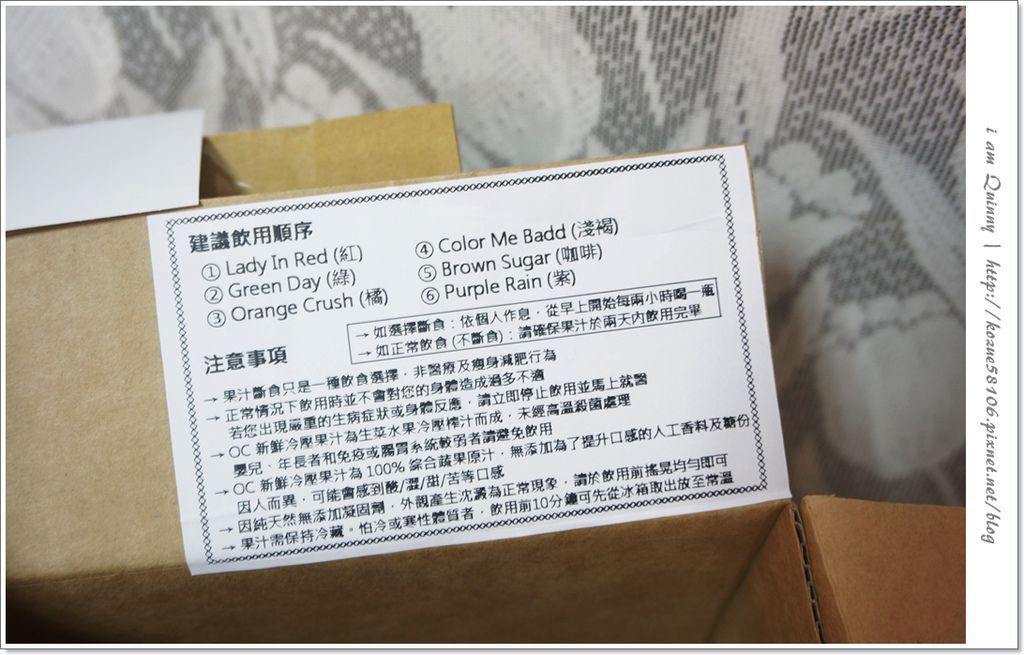 建議飲用順序
① Lady In Red (紅)
② Green Day (綠)
③ Orange Crush (橘)
④ Color Me Badd (淺褐)
⑤ Brown Sugar (咖啡)
⑥ Purple Rain (紫)
→ 如選擇斷食：依個人作息，從早上開始每兩小時喝一瓶
→ 如正常飲食 (不斷食)：請確保果汁於兩天內飲用完畢
注意事項
→ 果汁斷食只是一種飲食選擇，非醫療及瘦身減肥行為
→ 正常情況下飲用時並不會對您的身體造成過多不適
若您出現嚴重的生病症狀或身體反應，請立即停止飲用並馬上就醫
→ OC 新鮮冷壓果汁為生菜水果冷壓榨汁而成，未經高溫殺菌處理
嬰兒、年長者和免疫或腸胃系統較弱者請避免飲用
→ OC 新鮮冷壓果汁為 100% 綜合蔬果原汁，無添加為了提升口感的人工香料及糖份
因人而異，可能會感到酸/澀/甜/苦等口感
→ 因純天然無添加凝固劑，外觀產生沈澱為正常現象，請於飲用前搖晃均勻即可
→ 果汁需保持冷藏。怕冷或寒性體質者，飲用前10分鐘可先從冰箱取出放至常溫
i am Quinny | http://kozue58106.pixnet.net/blog